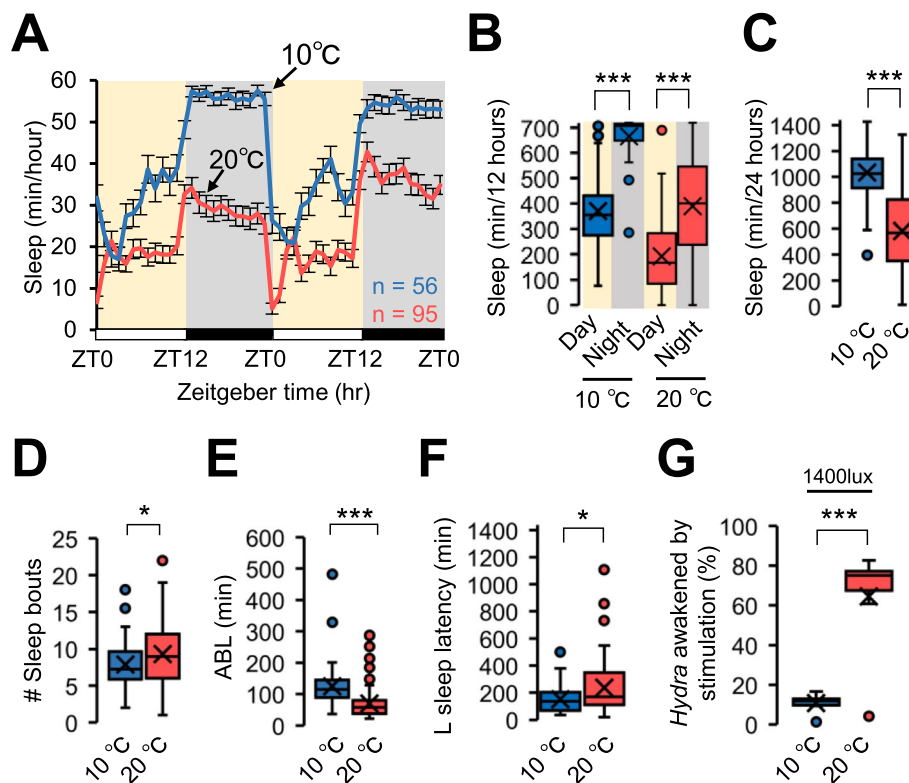 A
10℃
20℃
Sleep (min/hour)
60
50
40
30
20
10
0
n = 56
n = 95
ZT0
ZT12
ZT0
ZT12
ZT0
Zeitgeber time (hr)
B
***
***
Sleep (min/12 hours)
700
600
500
400
300
200
100
0
Day
Night
Day
Night
10 ℃
20 ℃
C
***
Sleep (min/24 hours)
1400
1200
1000
800
600
400
200
0
10 ℃
20 ℃
D
*
# Sleep bouts
25
20
15
10
5
0
10 ℃
20 ℃
E
***
ABL (min)
600
500
400
300
200
100
0
10 ℃
20 ℃
F
*
L sleep latency (min)
1400
1200
1000
800
600
400
200
0
10 ℃
20 ℃
G
1400lux
***
Hydra awakened by
stimulation (%)
100
80
60
40
20
0
10 ℃
20 ℃